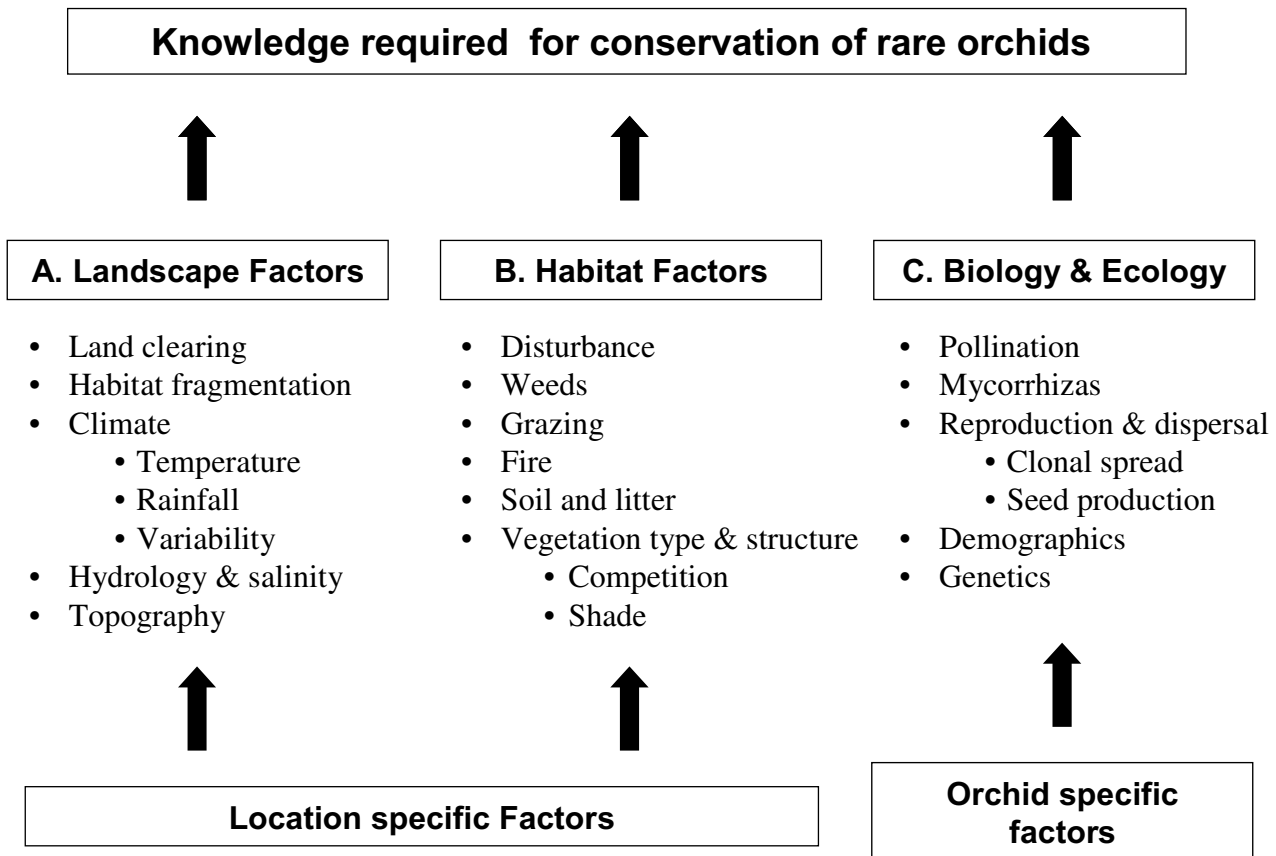 Knowledge required for conservation of rare orchids
A. Landscape Factors
• Land clearing
• Habitat fragmentation
• Climate
• Temperature
• Rainfall
• Variability
• Hydrology & salinity
• Topography
B. Habitat Factors
• Disturbance
• Weeds
• Grazing
• Fire
• Soil and litter
• Vegetation type & structure
• Competition
• Shade
C. Biology & Ecology
• Pollination
• Mycorrhizas
• Reproduction & dispersal
• Clonal spread
• Seed production
• Demographics
• Genetics
Location specific Factors
Orchid specific
factors